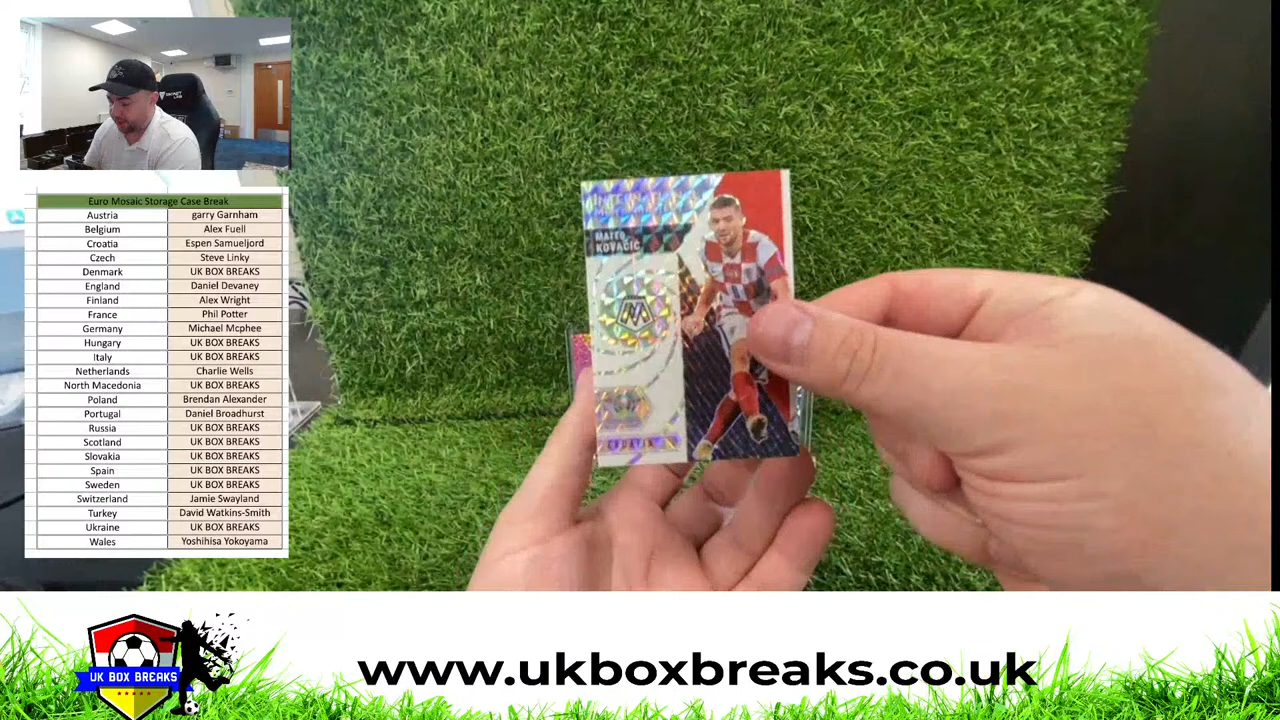 Euro Mosaic Storage Case Break
Austria garry Garnham
Belgium Alex Fuell
Croatia Espen Samueljord
Czech Steve Linky
Denmark UK BOX BREAKS
England Daniel Devaney
Finland Alex Wright
France Phil Potter
Germany Michael Mcphee
Hungary UK BOX BREAKS
Italy UK BOX BREAKS
Netherlands Charlie Wells
North Macedonia UK BOX BREAKS
Poland Brendan Alexander
Portugal Daniel Broadhurst
Russia UK BOX BREAKS
Scotland UK BOX BREAKS
Slovakia UK BOX BREAKS
Spain UK BOX BREAKS
Sweden UK BOX BREAKS
Switzerland Jamie Swayland
Turkey David Watkins-Smith
Ukraine UK BOX BREAKS
Wales Yoshihisa Yokoyama
MATEO
KOVAČIĆ
M
CROATIA
UK BOX BREAKS
www.ukboxbreaks.co.uk